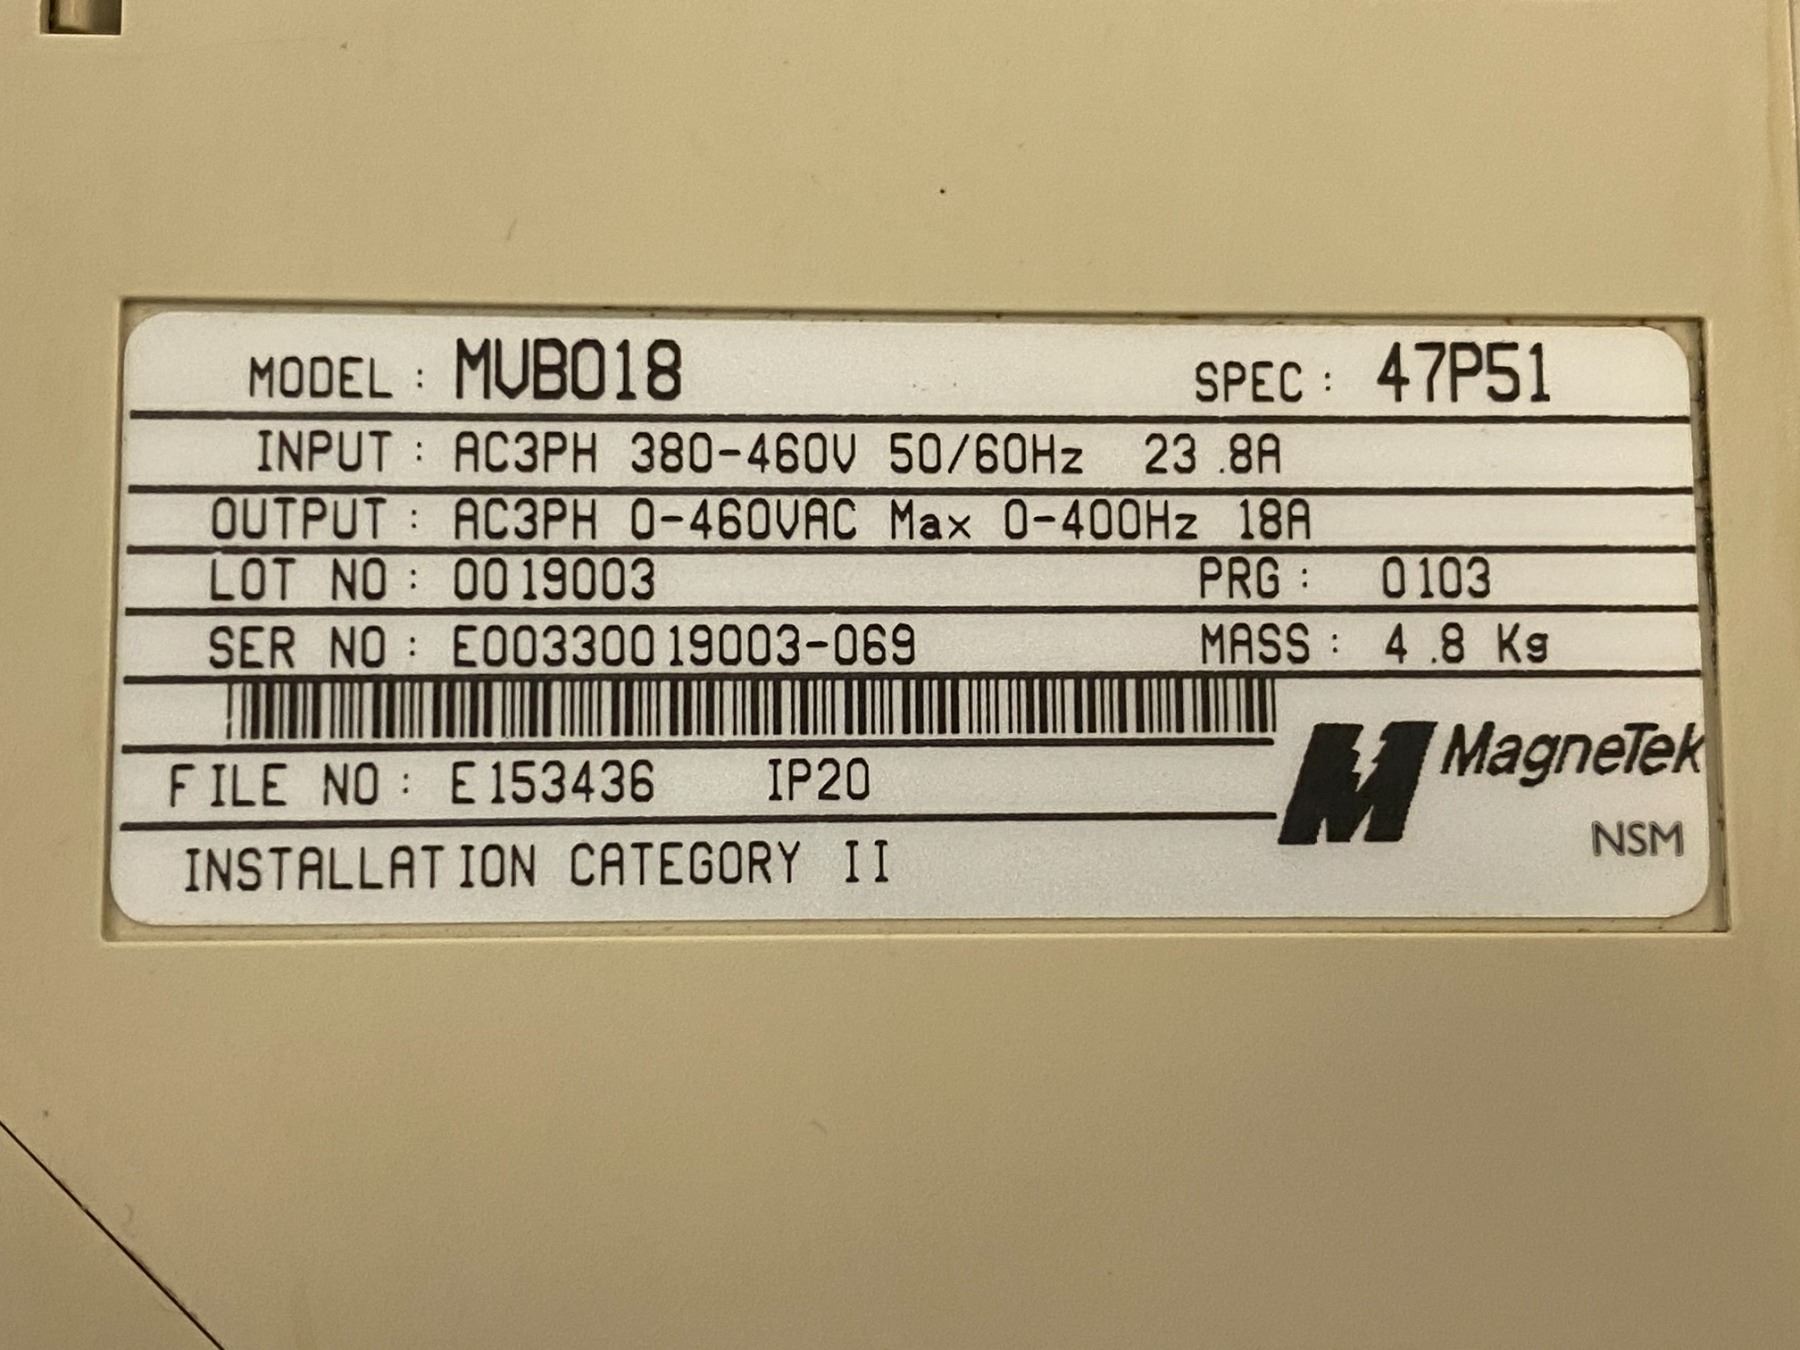 MODEL : MVB018 SPEC : 47P51
INPUT : AC3PH 380-460V 50/60Hz 23.8A
OUTPUT : AC3PH 0-460VAC Max 0-400Hz 18A
LOT NO : 0019003 PRG : 0103
SER NO : E00330019003-069 MASS : 4.8 Kg
MagneTek
FILE NO : E153436 IP20
NSM
INSTALLATION CATEGORY II